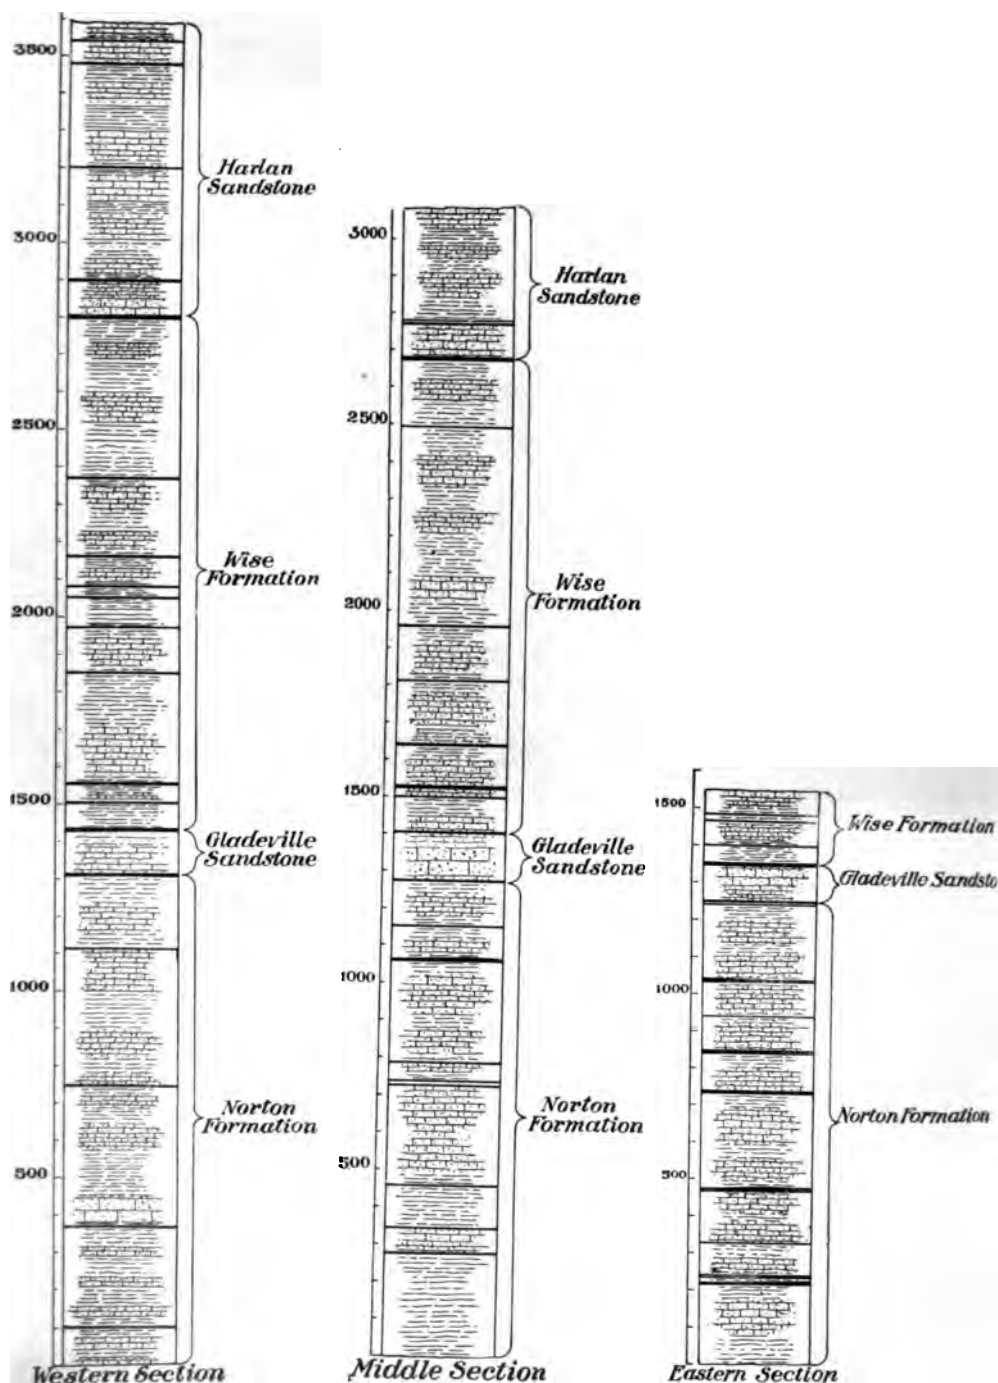 3500
Harlan
Sandstone
3000
2500
Wise
Formation
2000
1500
Gladeville
Sandstone
1000
Norton
Formation
500
Western Section
3000
Harlan
Sandstone
2500
Wise
Formation
2000
1500
Gladeville
Sandstone
1000
Norton
Formation
500
Middle Section
1500
Wise Formation
Gladeville Sandsto
1000
Norton Formation
500
Eastern Section